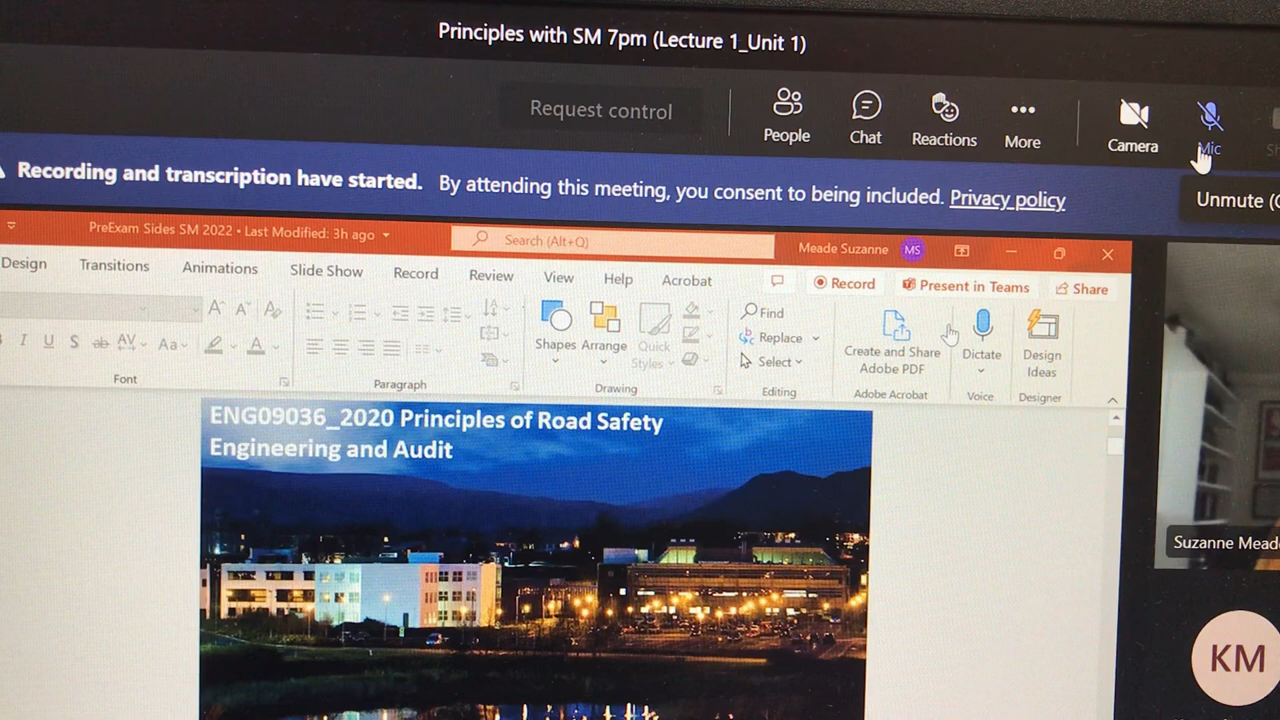 Principles with SM 7pm (Lecture 1_Unit 1)
Request control
People
Chat
Reactions
More
Camera
Mic
Recording and transcription have started. By attending this meeting, you consent to being included. Privacy policy
Unmute
PreExam Sides SM 2022 • Last Modified: 3h ago
Search (Alt+Q)
Meade Suzanne
MS
Design
Transitions
Animations
Slide Show
Record
Review
View
Help
Acrobat
Record
Present in Teams
Share
Find
Replace
Select
I U S ab AV Aa A
Shapes
Arrange
Quick
Styles
Create and Share
Adobe PDF
Dictate
Design
Ideas
Font
Paragraph
Drawing
Editing
Adobe Acrobat
Voice
Designer
ENG09036_2020 Principles of Road Safety
Engineering and Audit
Suzanne Mead
KM